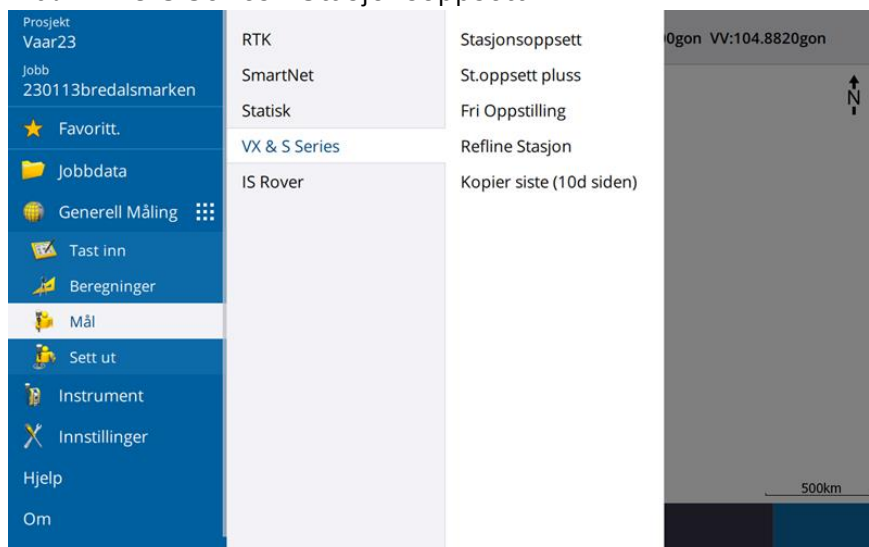 Prosjekt
Vaar23
Jobb
230113bredalsmarken
Favoritt.
Jobbdata
Generell Måling
Tast inn
Beregninger
Mål
Sett ut
Instrument
Innstillinger
Hjelp
Om
RTK
SmartNet
Statisk
VX & S Series
IS Rover
Stasjonsoppsett
St.oppsett pluss
Fri Oppstilling
Refline Stasjon
Kopier siste (10d siden)
0gon VV:104.8820gon
N
500km